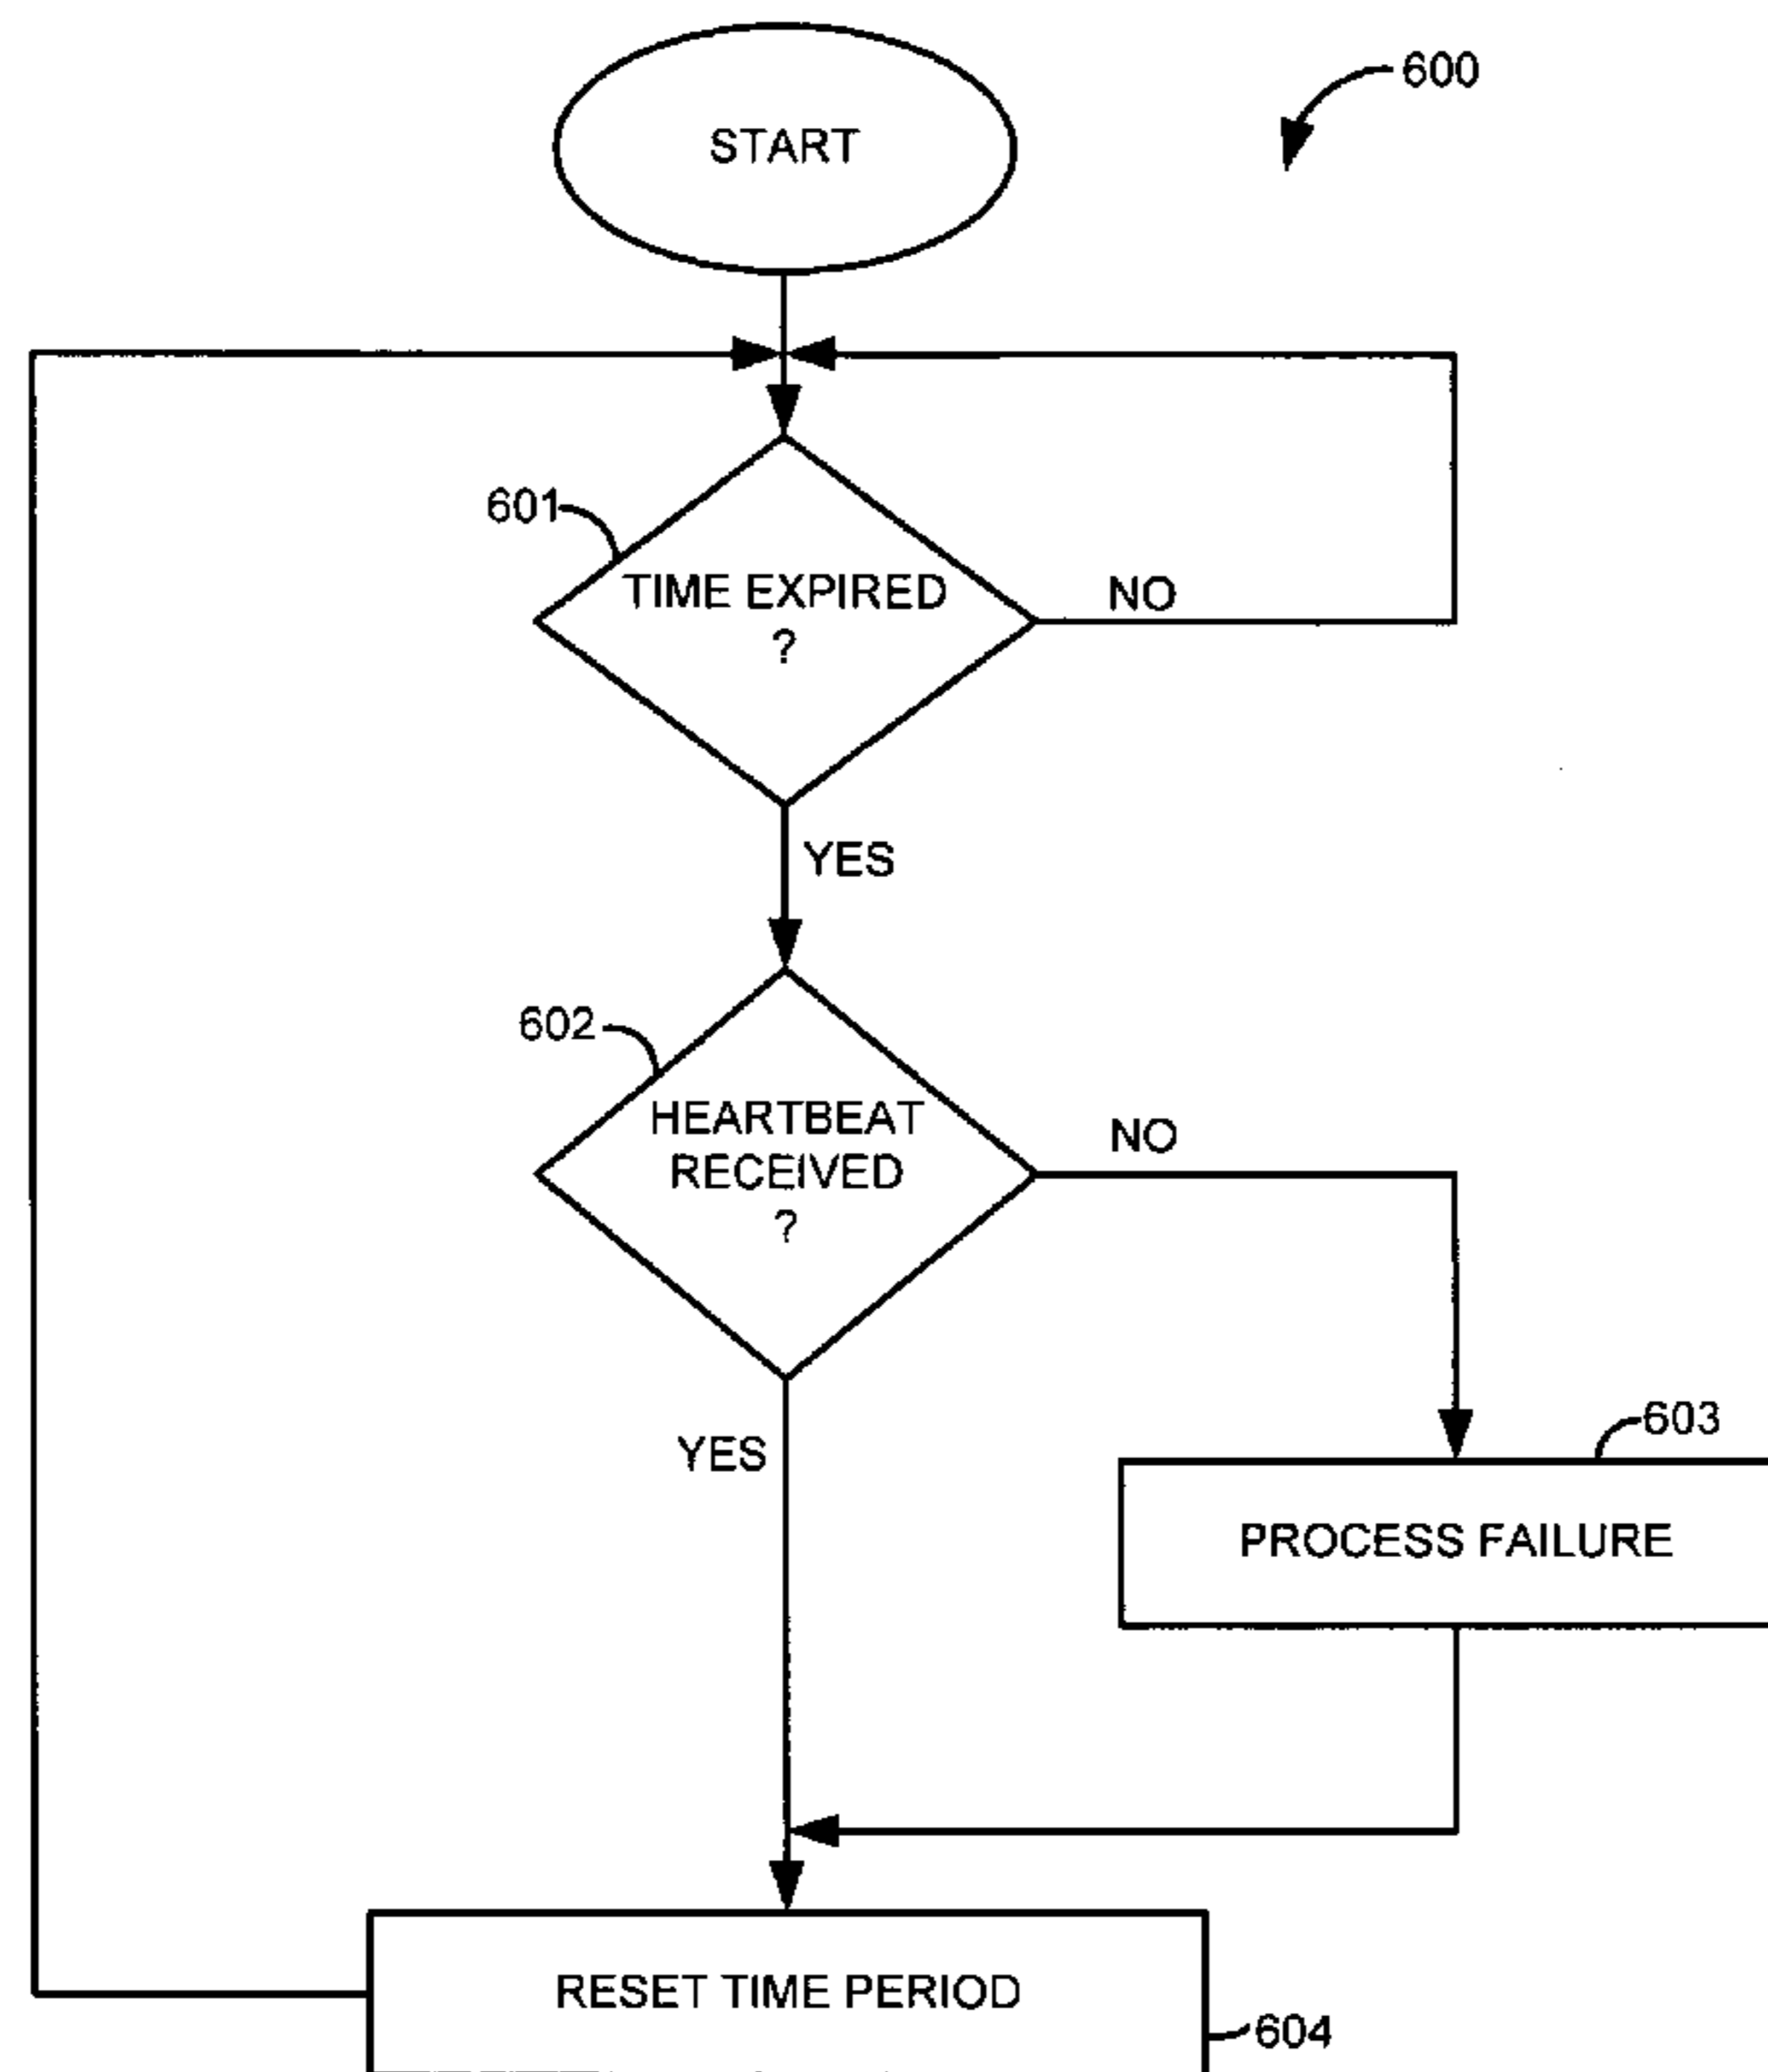 START
600
601
TIME EXPIRED
?
NO
YES
602
HEARTBEAT
RECEIVED
?
NO
YES
603
PROCESS FAILURE
RESET TIME PERIOD
604